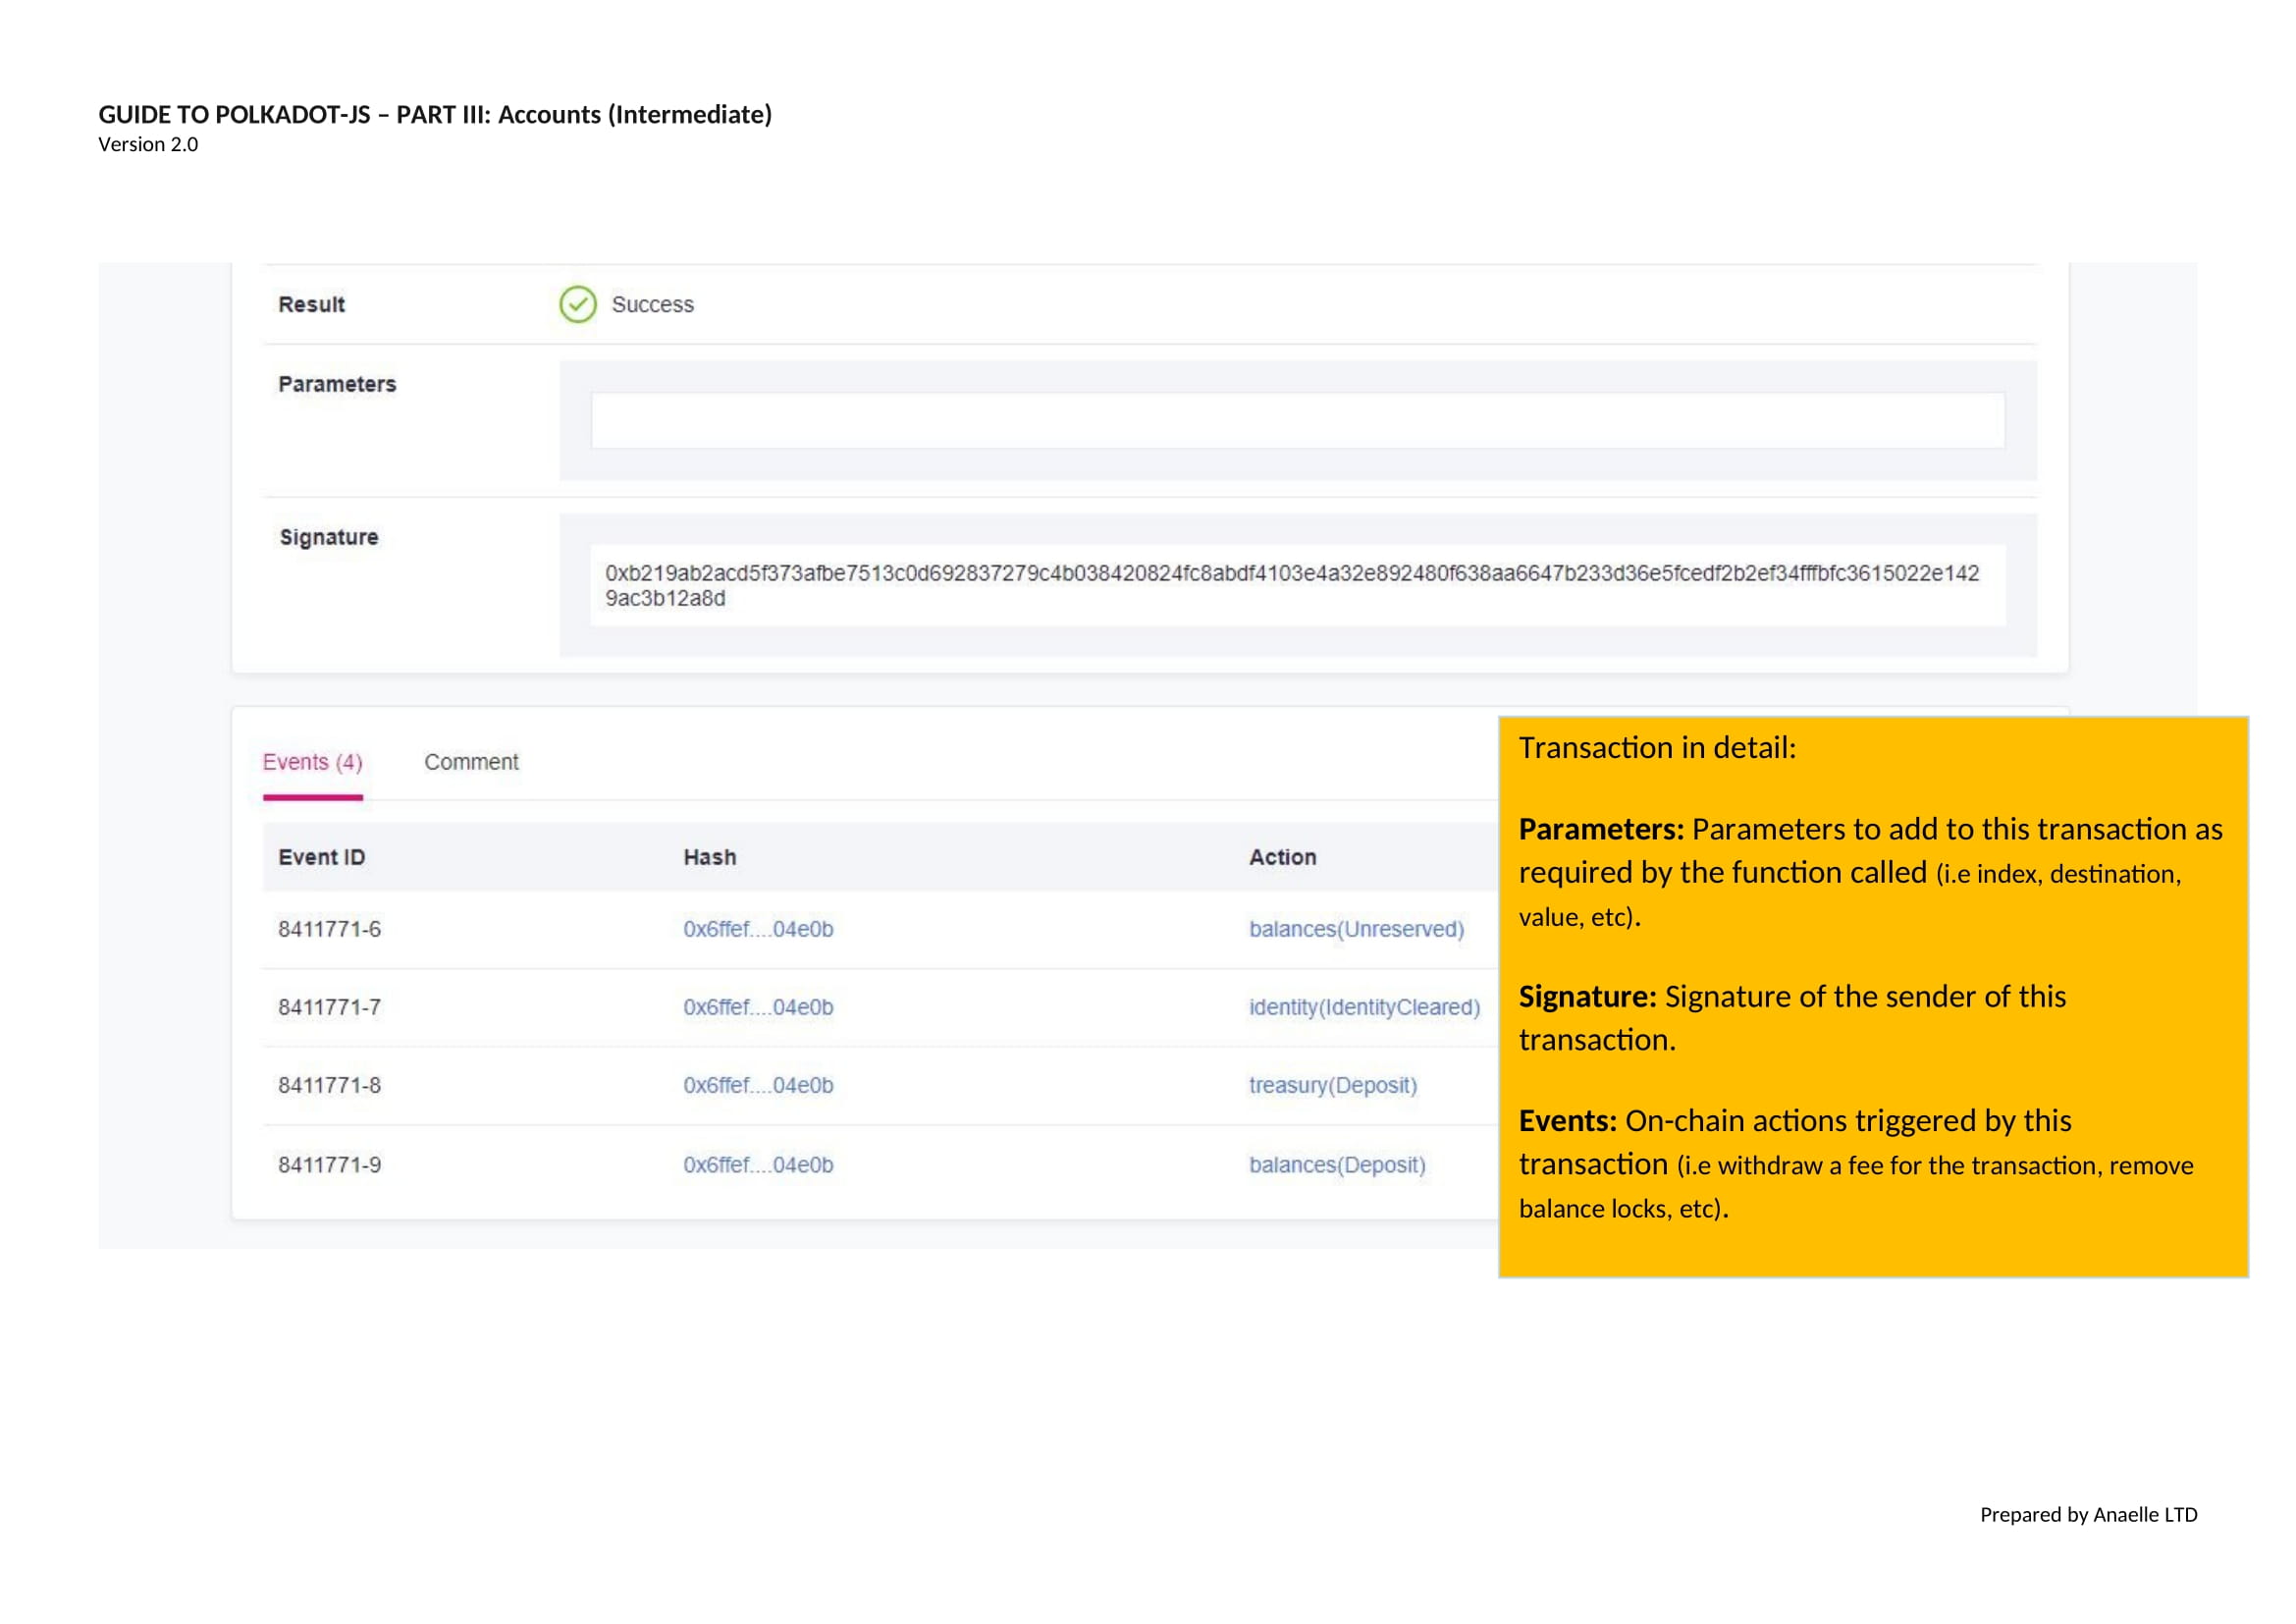 GUIDE TO POLKADOT-JS – PART III: Accounts (Intermediate)
Version 2.0
Result Success
Parameters
Signature
0xb219ab2acd5f373afbe7513c0d692837279c4b038420824fc8abdf4103e4a32e892480f638aa6647b233d36e5fcedf2b2ef34fffbfc3615022e142
9ac3b12a8d
Events (4) Comment
Event ID Hash Action
8411771-6 0x6ffef....04e0b balances(Unreserved)
8411771-7 0x6ffef....04e0b identity(IdentityCleared)
8411771-8 0x6ffef....04e0b treasury(Deposit)
8411771-9 0x6ffef....04e0b balances(Deposit)
Transaction in detail:
Parameters: Parameters to add to this transaction as
required by the function called (i.e index, destination,
value, etc).
Signature: Signature of the sender of this
transaction.
Events: On-chain actions triggered by this
transaction (i.e withdraw a fee for the transaction, remove
balance locks, etc).
Prepared by Anaelle LTD